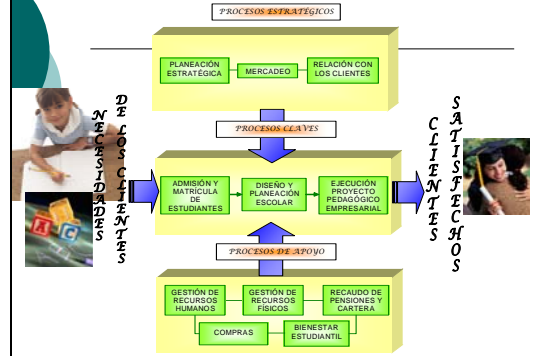 PROCESOS ESTRATÉGICOS
PLANEACIÓN
ESTRATÉGICA
MERCADEO
RELACIÓN CON
LOS CLIENTES
NECESIDADES
DE LOS CLIENTES
PROCESOS CLAVES
ADMISIÓN Y
MATRÍCULA
DE
ESTUDIANTES
DISEÑO Y
PLANEACIÓN
ESCOLAR
EJECUCIÓN
PROYECTO
PEDAGÓGICO
EMPRESARIAL
CLIENTES
SATISFECHOS
PROCESOS DE APOYO
GESTIÓN DE
RECURSOS
HUMANOS
GESTIÓN DE
RECURSOS
FÍSICOS
RECAUDO DE
PENSIONES Y
CARTERA
COMPRAS
BIENESTAR
ESTUDIANTIL
A
C